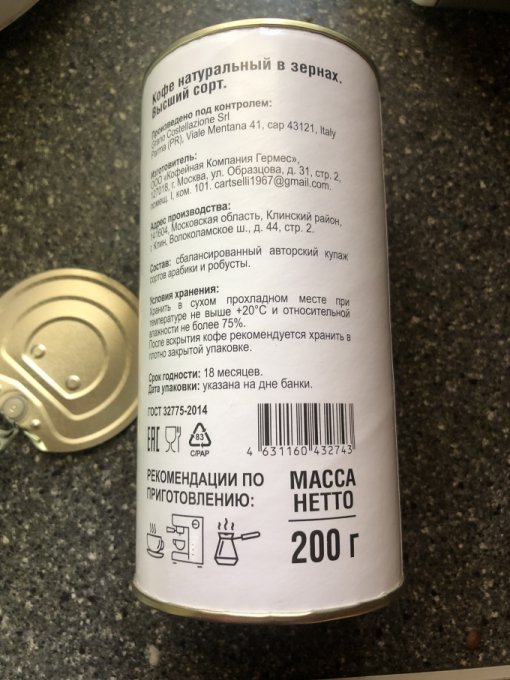 Кофе натуральный в зернах.
Высший сорт.
Произведено под контролем:
Grano Costellazione Srl
Parma (PR), Viale Mentana 41, cap 43121, Italy
Изготовитель:
ООО «Кофейная Компания Гермес»,
127018, г. Москва, ул. Образцова, д. 31, стр. 2,
помещ. I, ком. 101. cartselli1967@gmail.com.
Адрес производства:
141604, Московская область, Клинский район,
г. Клин, Волоколамское ш., д. 44, стр. 2.
Состав: сбалансированный авторский купаж
сортов арабики и робусты.
Условия хранения:
Хранить в сухом прохладном месте при
температуре не выше +20°С и относительной
влажности не более 75%.
После вскрытия кофе рекомендуется хранить в
плотно закрытой упаковке.
Срок годности: 18 месяцев.
Дата упаковки: указана на дне банки.
ГОСТ 32775-2014
EAC
83
C/PAP
4 631160 432743
РЕКОМЕНДАЦИИ ПО
ПРИГОТОВЛЕНИЮ:
МАССА
НЕТТО
200 г